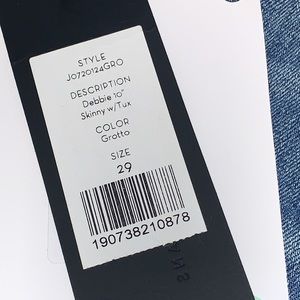 STYLE
J0720124GRO
DESCRIPTION
Debbie 10"
Skinny w/Tux
COLOR
Grotto
SIZE
29
190738210878